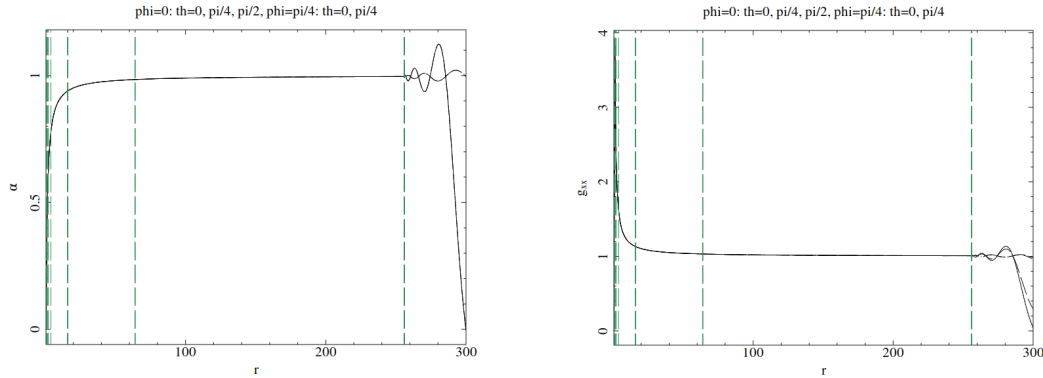 phi=0: th=0, pi/4, pi/2, phi=pi/4: th=0, pi/4
α
1
0.5
0
100
200
300
r
phi=0: th=0, pi/4, pi/2, phi=pi/4: th=0, pi/4
gxx
4
3
2
1
0
100
200
300
r